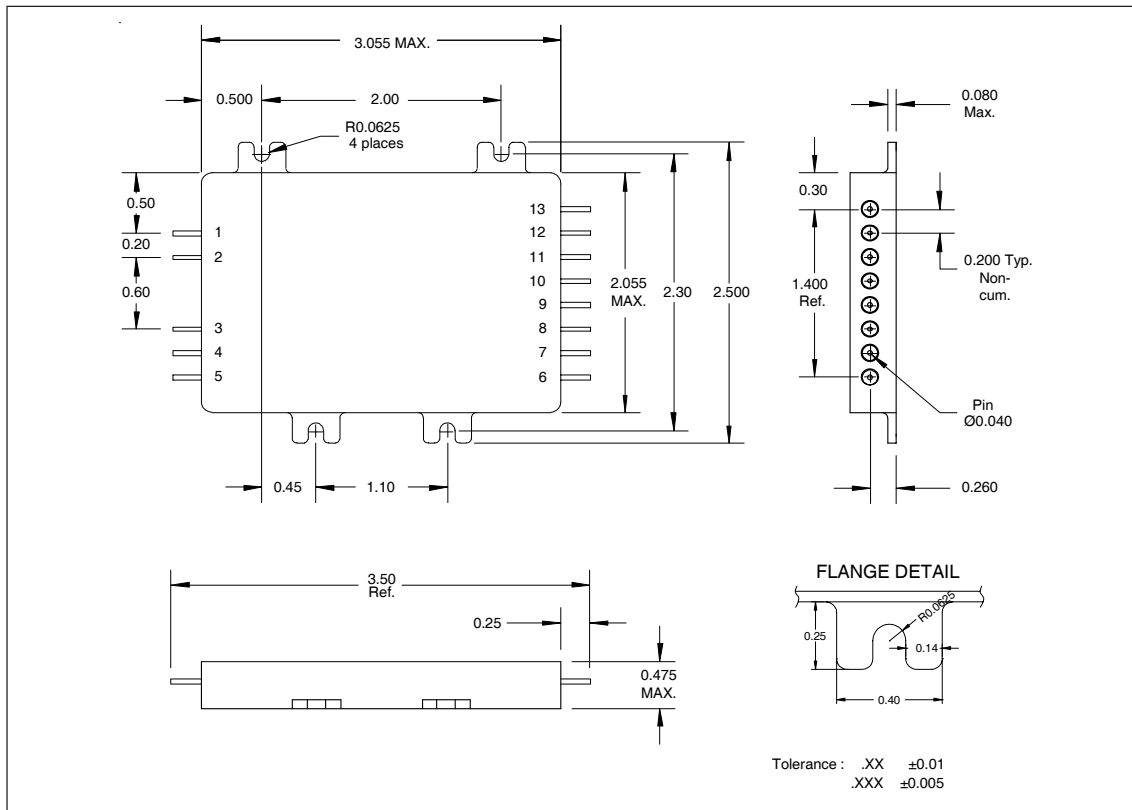 3.055 MAX.
0.500
2.00
R0.0625
4 places
0.080
Max.
0.50
0.20
0.60
1
2
3
4
5
13
12
11
10
9
8
7
6
2.055
MAX.
2.30
2.500
0.30
1.400
Ref.
0.200 Typ.
Non-
cum.
Pin
Ø0.040
0.260
0.45
1.10
3.50
Ref.
0.25
0.475
MAX.
FLANGE DETAIL
R0.0625
0.25
0.14
0.40
Tolerance : .XX ±0.01
.XXX ±0.005